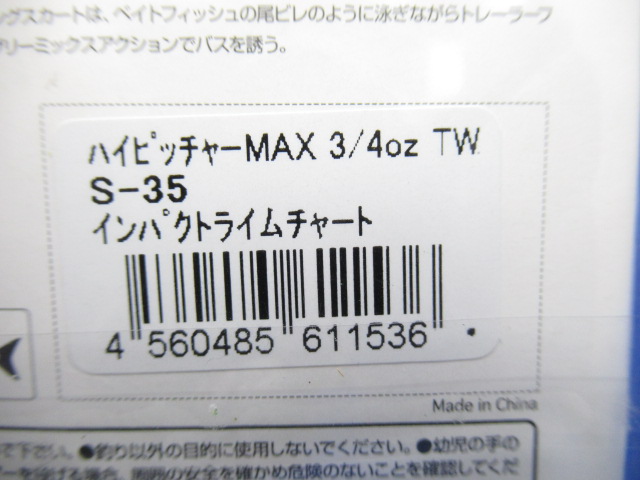 ングスカートは、ベイトフィッシュの尾ビレのように泳ぎながらトレーラーフ
リーミックスアクションでバスを誘う。
ハイピッチャーMAX 3/4oz TW
S-35
インパクトライムチャート
4 560485 611536
Made in China
下さい。●釣り以外の目的に使用しないでください。●幼児の手の
場合、周囲の安全を確かめ危険のないことを確認してくだ